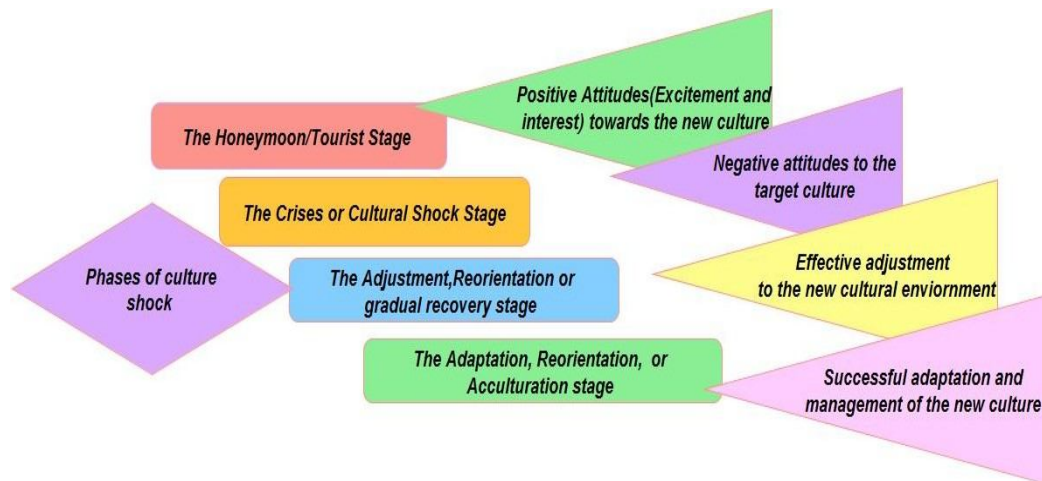 Phases of culture
shock
The Honeymoon/Tourist Stage
Positive Attitudes(Excitement and
interest) towards the new culture
The Crises or Cultural Shock Stage
Negative attitudes to the
target culture
The Adjustment,Reorientation or
gradual recovery stage
Effective adjustment
to the new cultural enviornment
The Adaptation, Reorientation, or
Acculturation stage
Successful adaptation and
management of the new culture